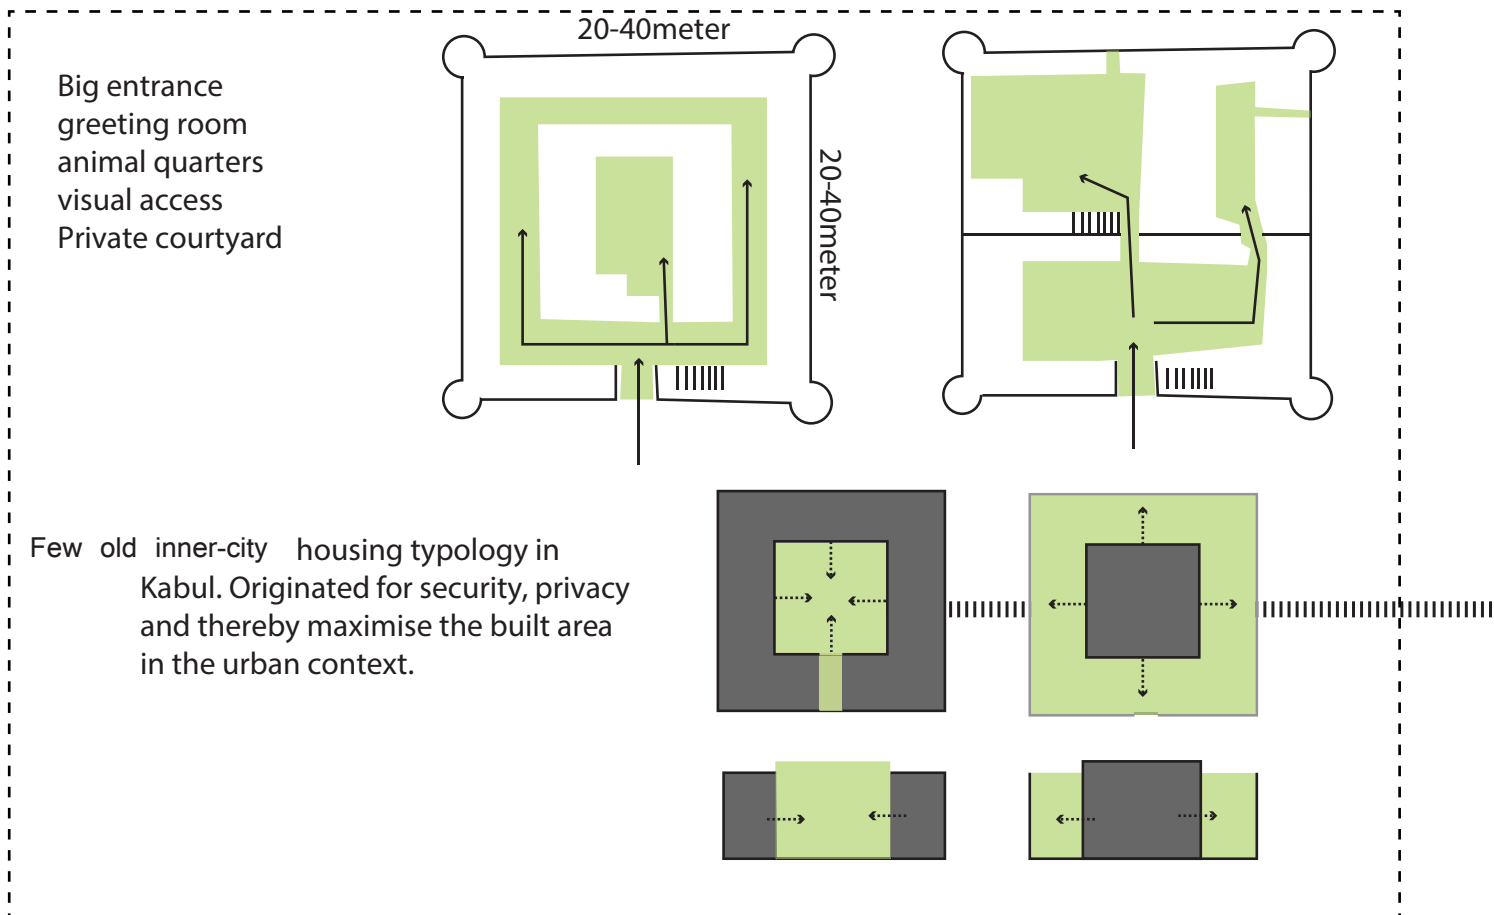 20-40meter
Big entrance
greeting room
animal quarters
visual access
Private courtyard
20-40meter
Few old inner-city housing typology in
Kabul. Originated for security, privacy
and thereby maximise the built area
in the urban context.